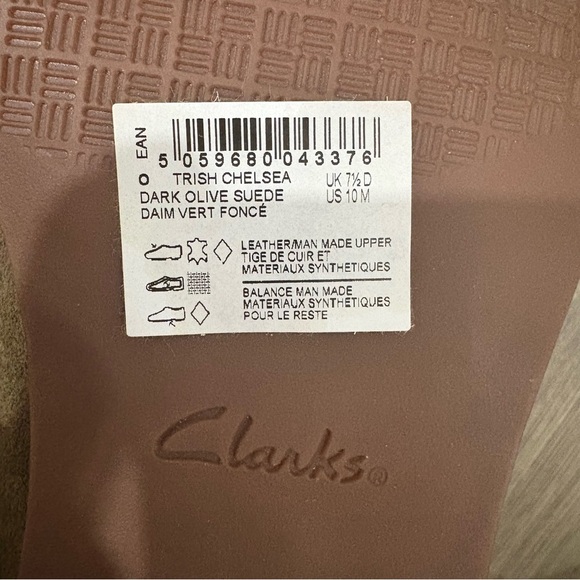 EAN
5 059680 043376
O TRISH CHELSEA UK 7½ D
DARK OLIVE SUEDE US 10 M
DAIM VERT FONCÉ
LEATHER/MAN MADE UPPER
TIGE DE CUIR ET
MATERIAUX SYNTHETIQUES
BALANCE MAN MADE
MATERIAUX SYNTHETIQUES
POUR LE RESTE
Clarks®